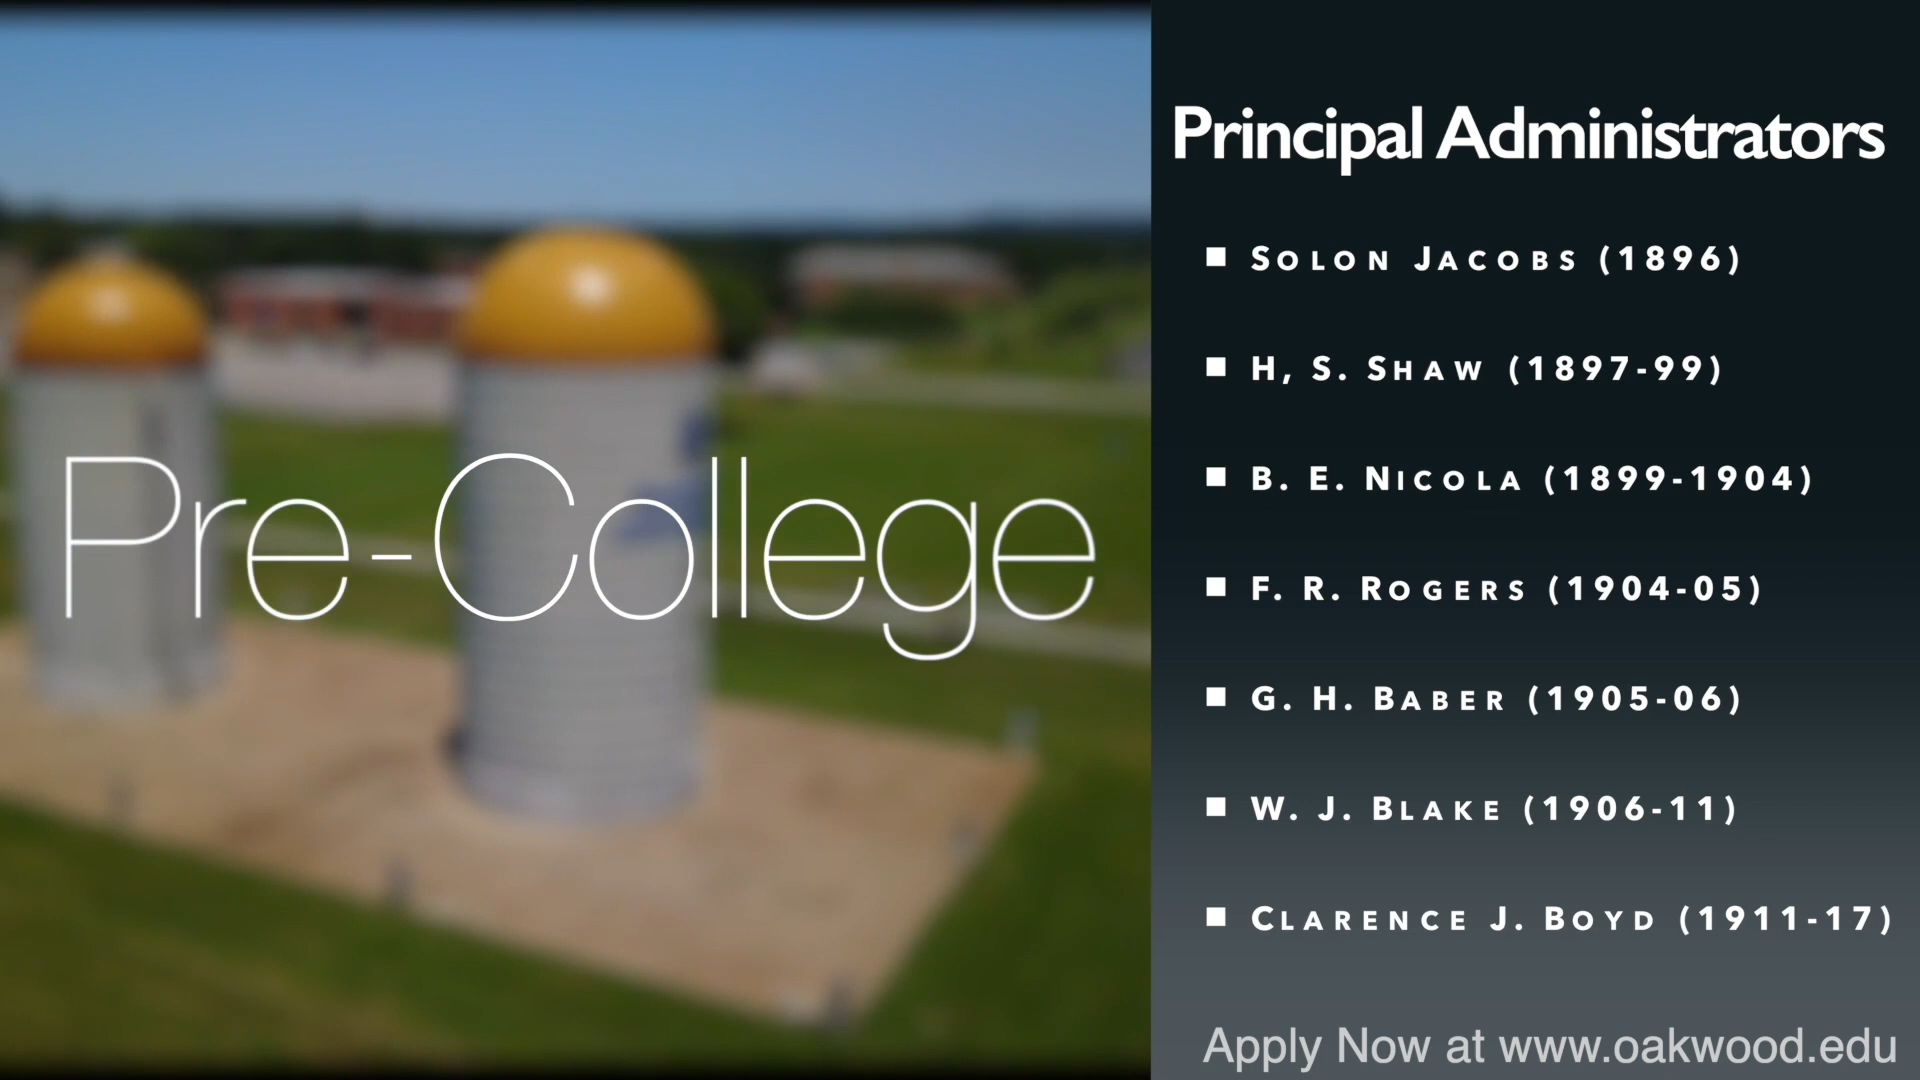 Pre-College
Principal Administrators
Solon Jacobs (1896)
H, S. Shaw (1897-99)
B. E. Nicola (1899-1904)
F. R. Rogers (1904-05)
G. H. Baber (1905-06)
W. J. Blake (1906-11)
Clarence J. Boyd (1911-17)
Apply Now at www.oakwood.edu